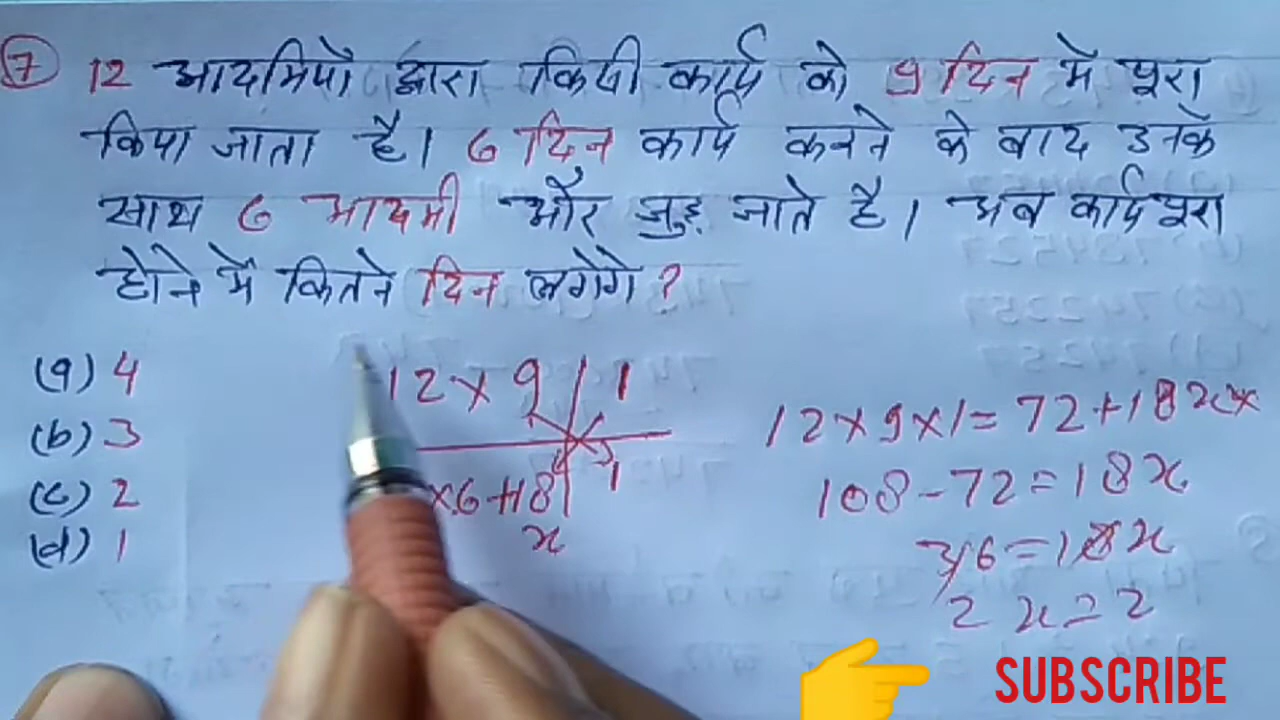 7 12 आदमियों द्वारा किसी कार्य को 9 दिन में पूरा
किया जाता है। 6 दिन कार्य करने के बाद उनके
साथ 6 आदमी और जुड़ जाते है। अब कार्य पूरा
होने में कितने दिन लगेगे ?
(a) 4
(b) 3
(c) 2
(d) 1
12 × 9 | 1
×6+18 | 1
x
12×9×1=72+18x
108-72=18x
36=18x
2 x=2
SUBSCRIBE